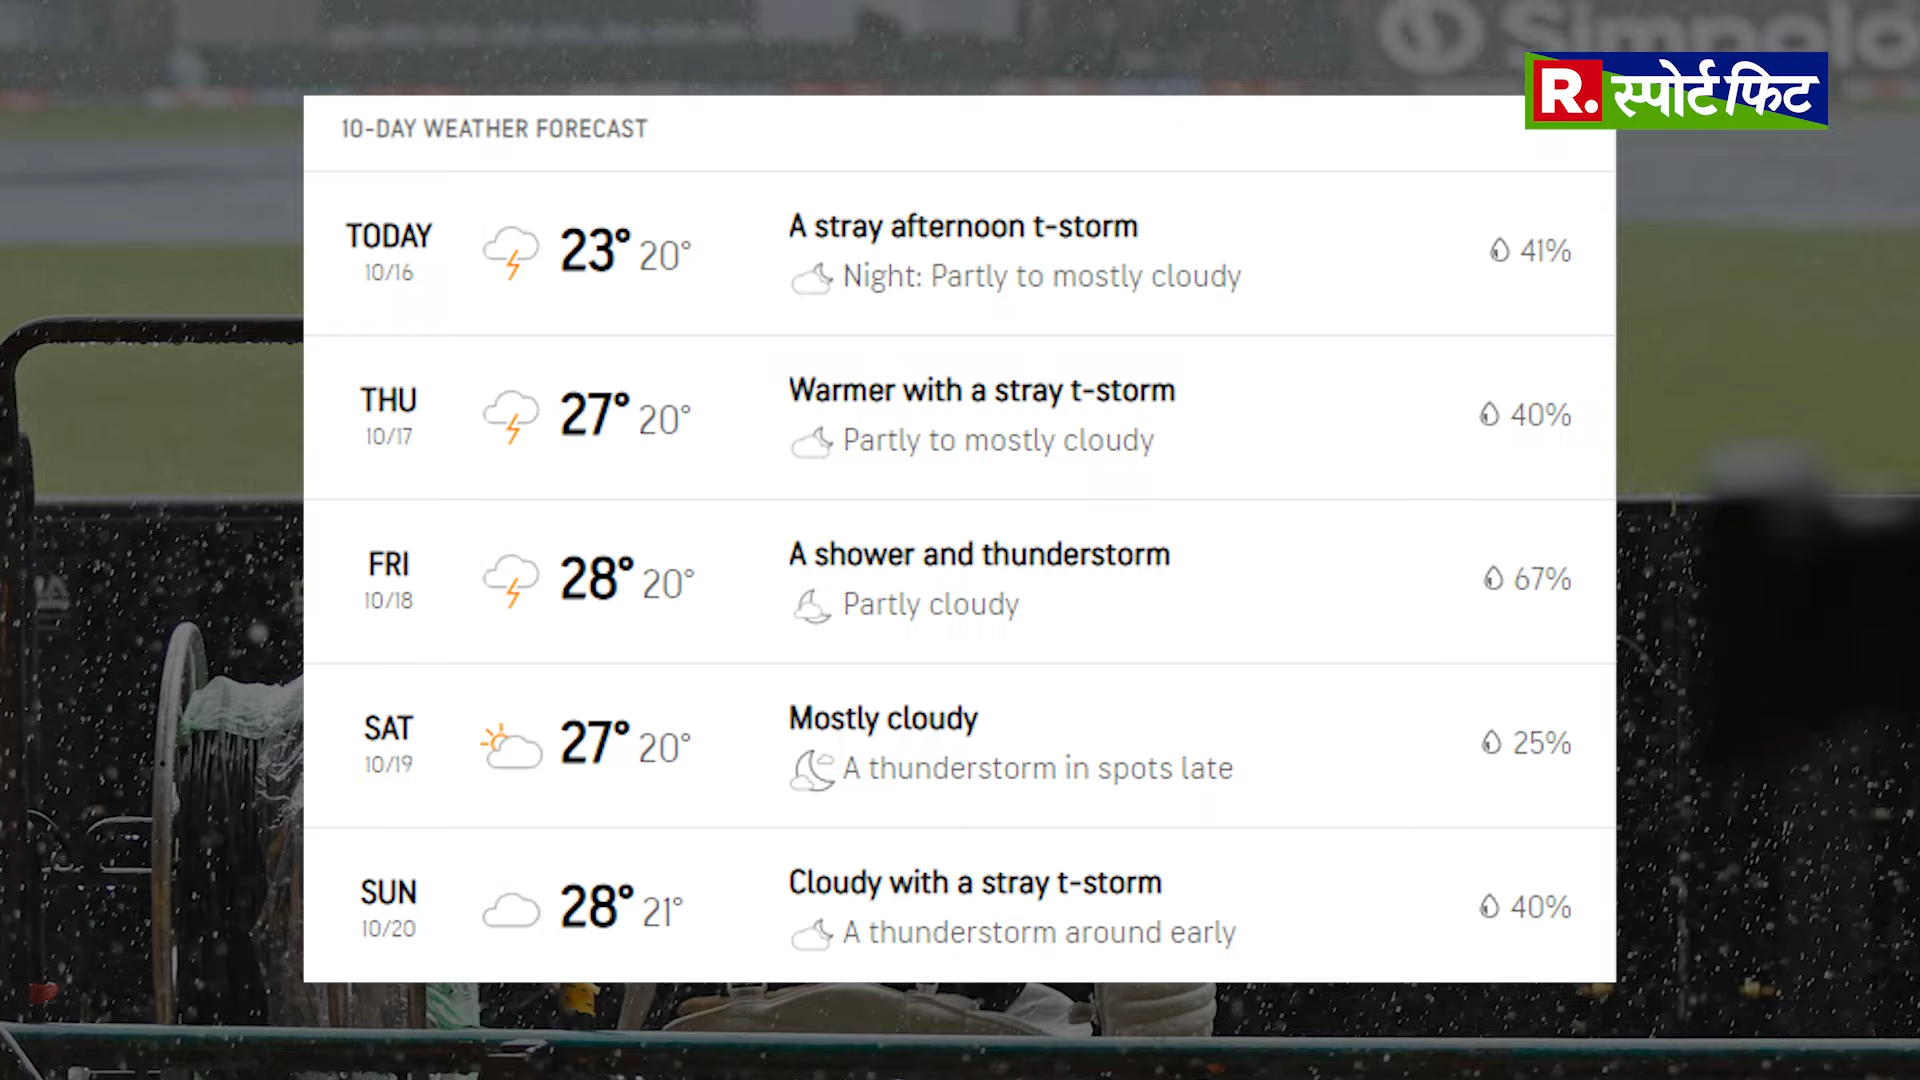 Simpolo
R. स्पोर्ट फिट
10-DAY WEATHER FORECAST
TODAY
10/16
23° 20°
A stray afternoon t-storm
Night: Partly to mostly cloudy
41%
THU
10/17
27° 20°
Warmer with a stray t-storm
Partly to mostly cloudy
40%
FRI
10/18
28° 20°
A shower and thunderstorm
Partly cloudy
67%
SAT
10/19
27° 20°
Mostly cloudy
A thunderstorm in spots late
25%
SUN
10/20
28° 21°
Cloudy with a stray t-storm
A thunderstorm around early
40%